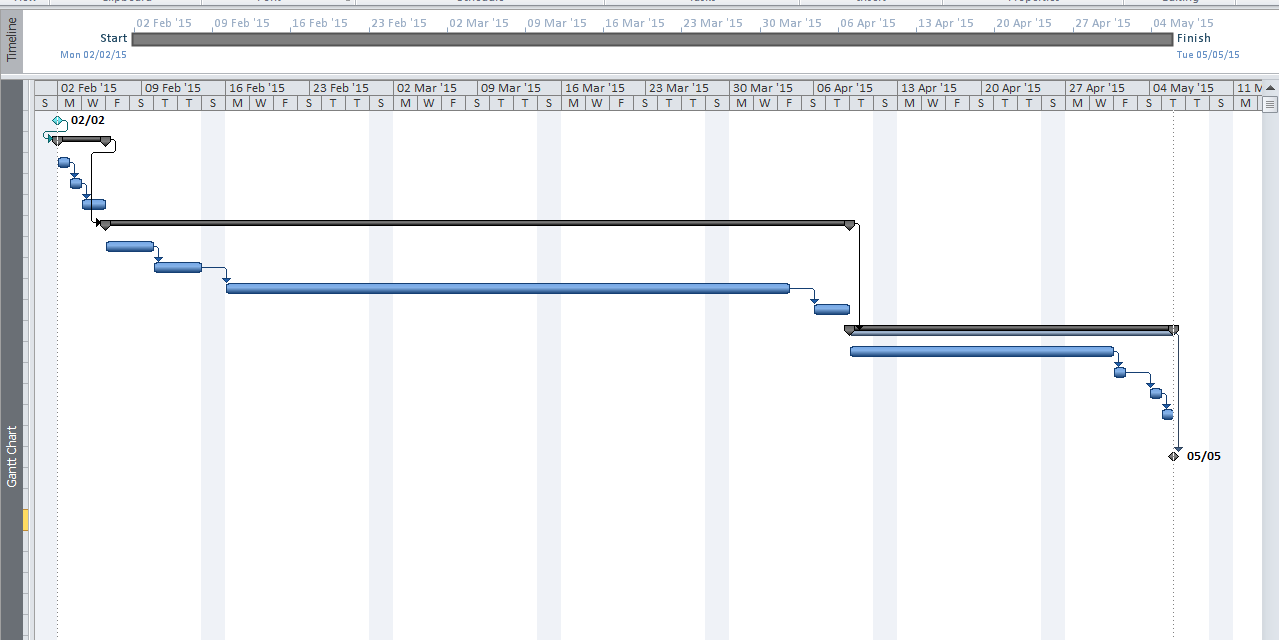 02 Feb '15 09 Feb '15 16 Feb '15 23 Feb '15 02 Mar '15 09 Mar '15 16 Mar '15 23 Mar '15 30 Mar '15 06 Apr '15 13 Apr '15 20 Apr '15 27 Apr '15 04 May '15
Timeline
Start Finish
Mon 02/02/15 Tue 05/05/15
02 Feb '15 09 Feb '15 16 Feb '15 23 Feb '15 02 Mar '15 09 Mar '15 16 Mar '15 23 Mar '15 30 Mar '15 06 Apr '15 13 Apr '15 20 Apr '15 27 Apr '15 04 May '15 11 M
S M W F S T T S M W F S T T S M W F S T T S M W F S T T S M W F S T T S M W F S T T S M W F S T T S M
02/02
05/05
Gantt Chart